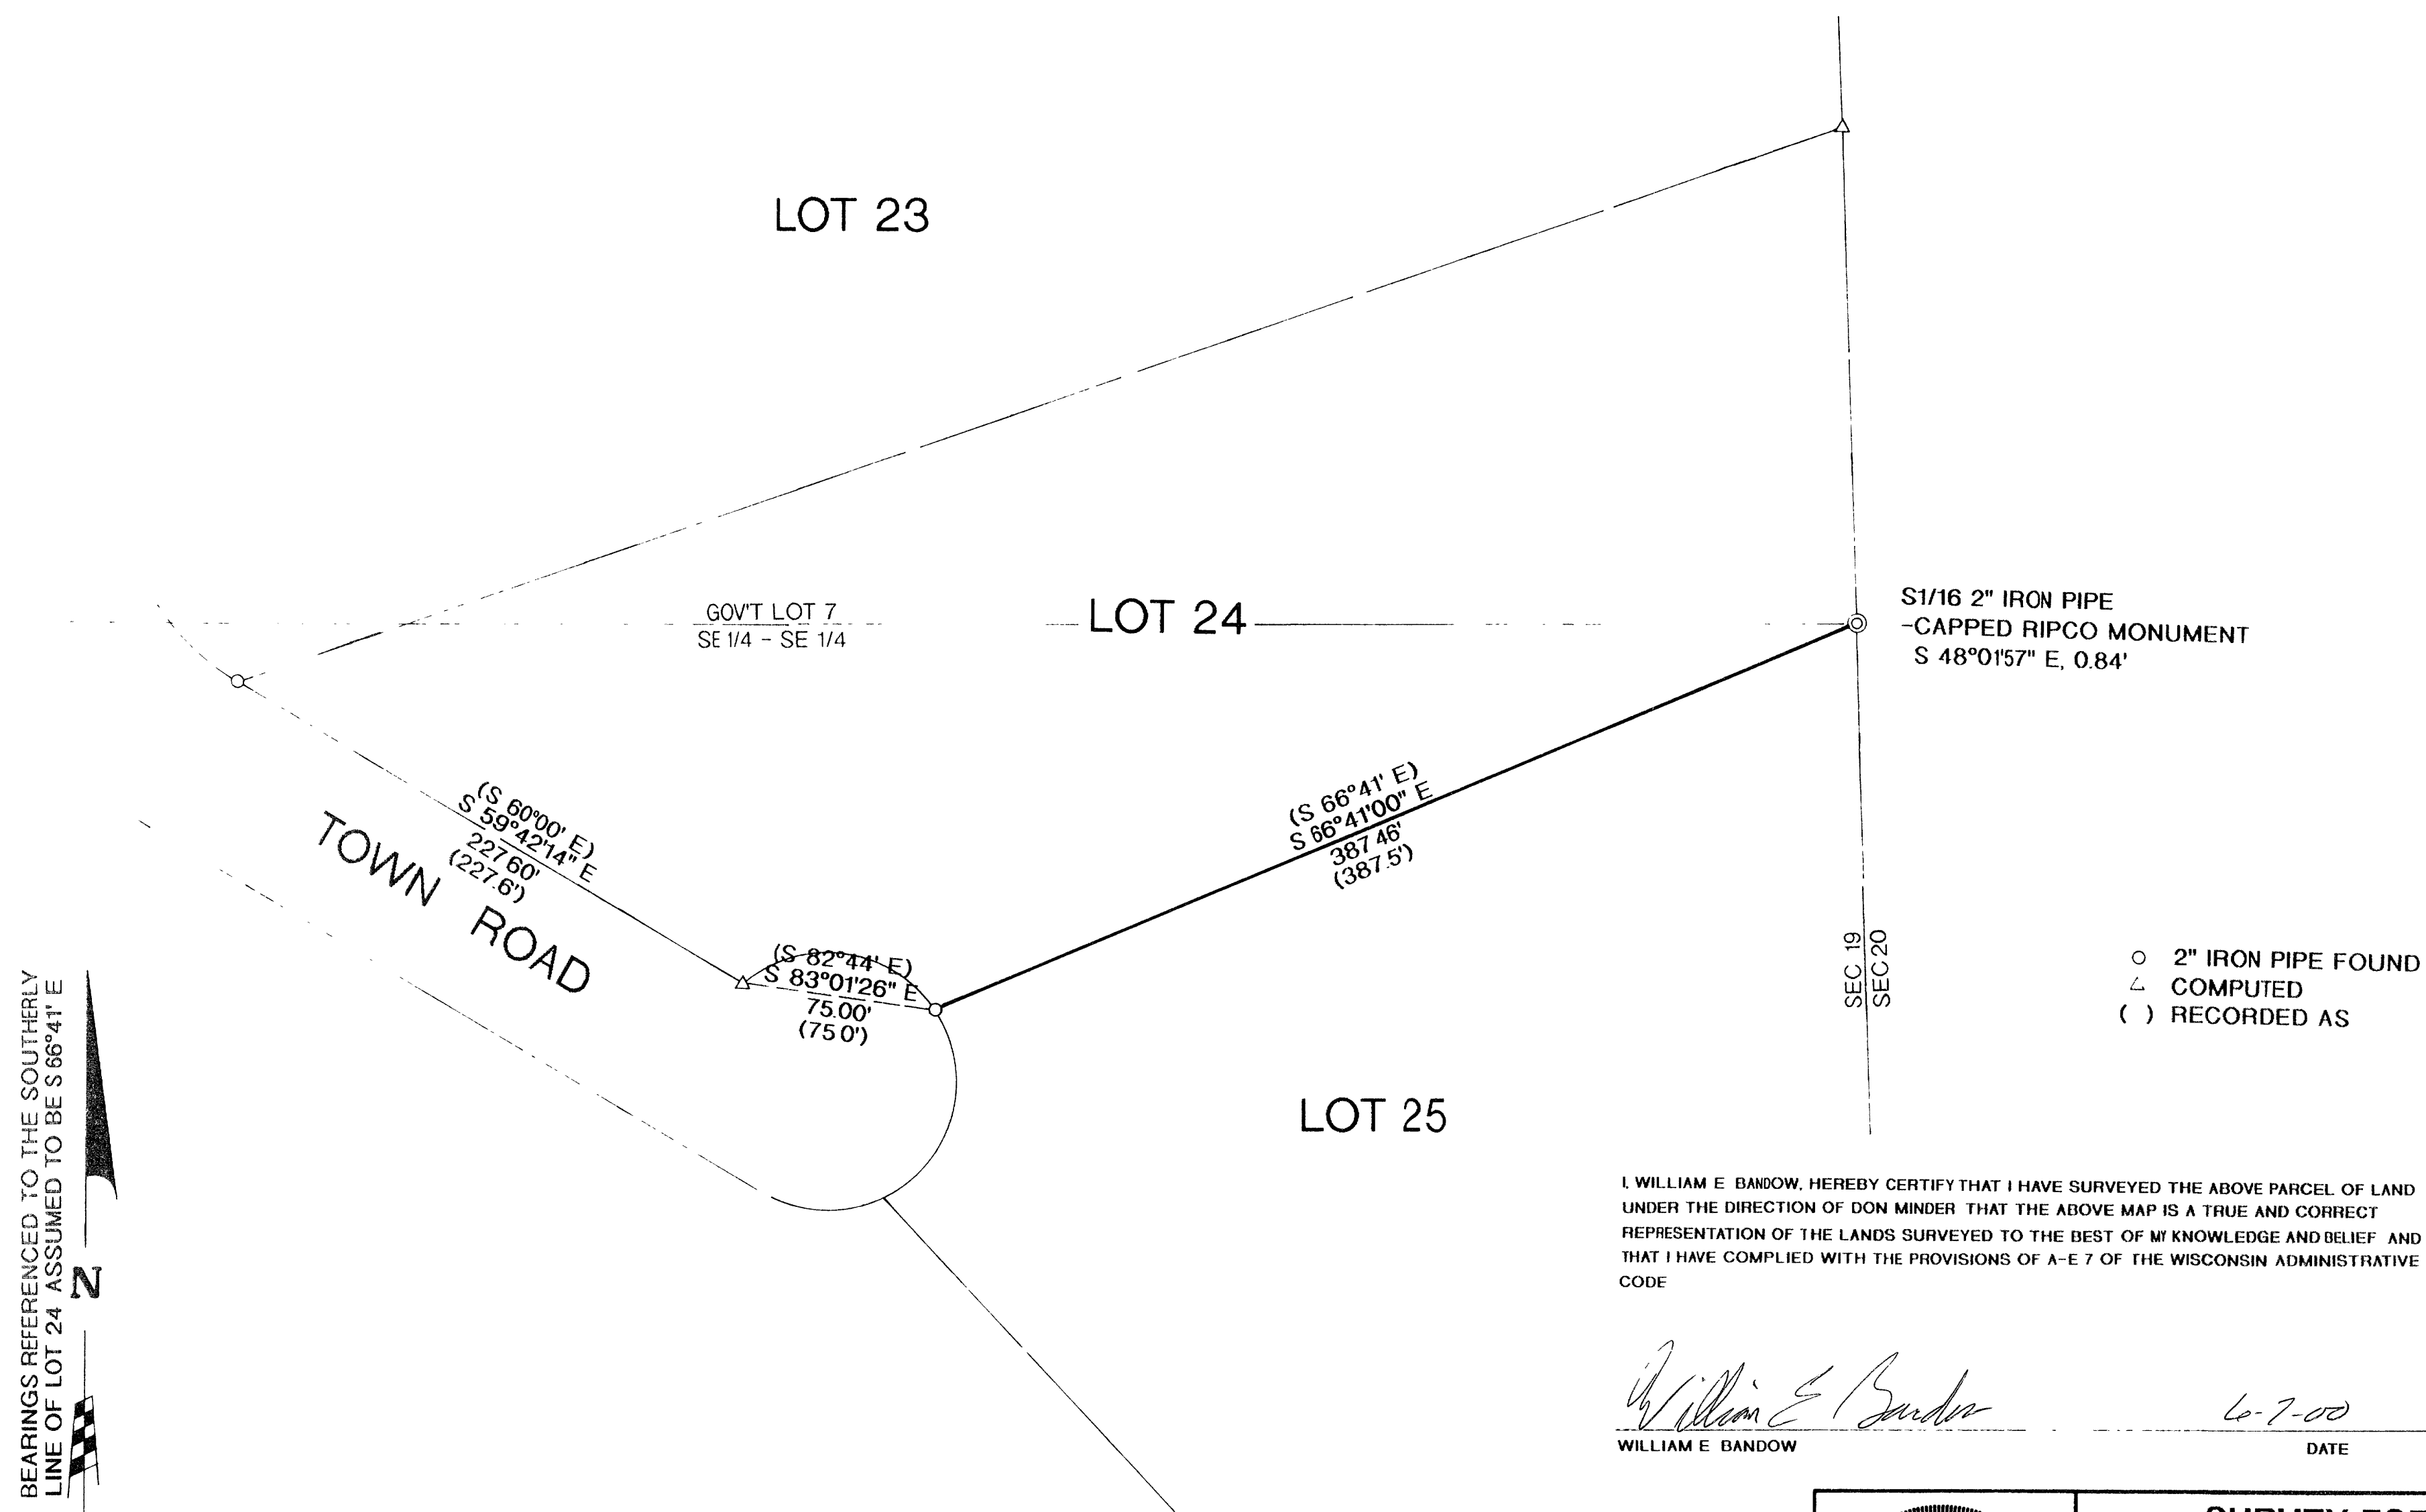 LOT 23
GOV'T LOT 7
SE 1/4 - SE 1/4
LOT 24
S1/16 2" IRON PIPE
-CAPPED RIPCO MONUMENT
S 48°01'57" E, 0.84'
(S 60°00' E)
S 59°42'14" E
227.60'
(227.6')
TOWN ROAD
(S 66°41' E)
S 66°41'00" E
387 46'
(387.5')
(S 82°44' E)
S 83°01'26" E
75.00'
(75 0')
SEC 19
SEC 20
2" IRON PIPE FOUND
COMPUTED
( ) RECORDED AS
LOT 25
BEARINGS REFERENCED TO THE SOUTHERLY
LINE OF LOT 24 ASSUMED TO BE S 66°41' E
N
I, WILLIAM E BANDOW, HEREBY CERTIFY THAT I HAVE SURVEYED THE ABOVE PARCEL OF LAND
UNDER THE DIRECTION OF DON MINDER THAT THE ABOVE MAP IS A TRUE AND CORRECT
REPRESENTATION OF THE LANDS SURVEYED TO THE BEST OF MY KNOWLEDGE AND BELIEF AND
THAT I HAVE COMPLIED WITH THE PROVISIONS OF A-E 7 OF THE WISCONSIN ADMINISTRATIVE
CODE
William E Bandow
6-7-00
WILLIAM E BANDOW
DATE